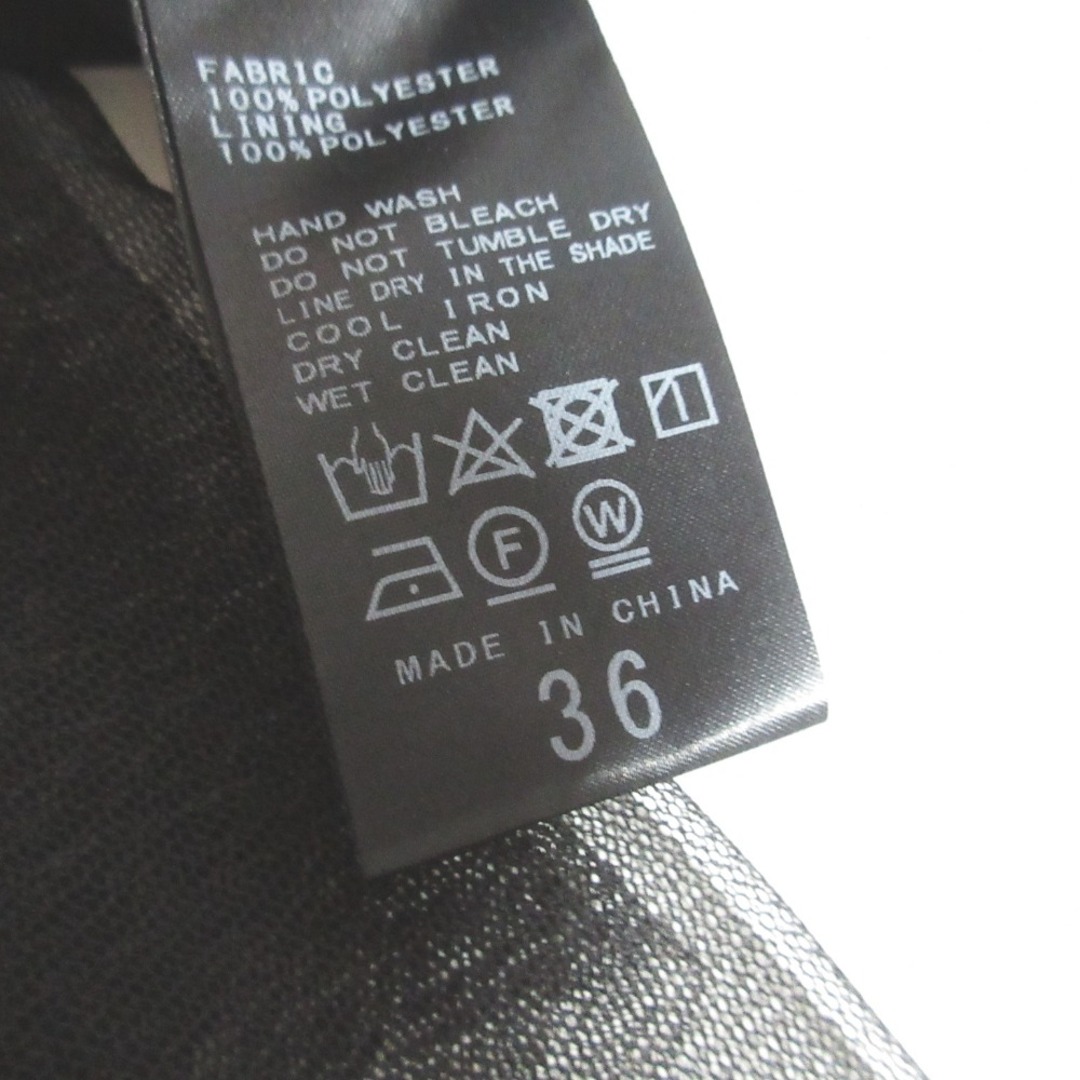 FABRIC
100% POLYESTER
LINING
100% POLYESTER
HAND WASH
DO NOT BLEACH
DO NOT TUMBLE DRY
LINE DRY IN THE SHADE
COOL IRON
DRY CLEAN
WET CLEAN
F W
MADE IN CHINA
36